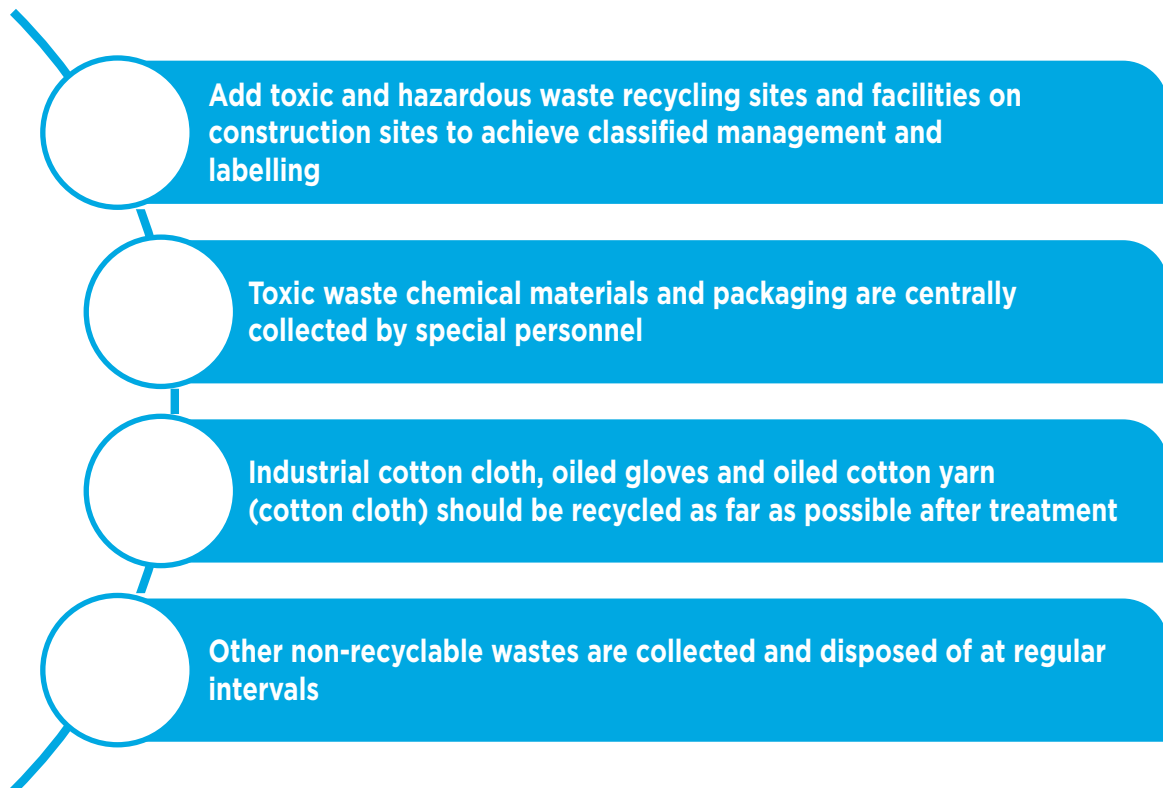 Add toxic and hazardous waste recycling sites and facilities on
construction sites to achieve classified management and
labelling
Toxic waste chemical materials and packaging are centrally
collected by special personnel
Industrial cotton cloth, oiled gloves and oiled cotton yarn
(cotton cloth) should be recycled as far as possible after treatment
Other non-recyclable wastes are collected and disposed of at regular
intervals